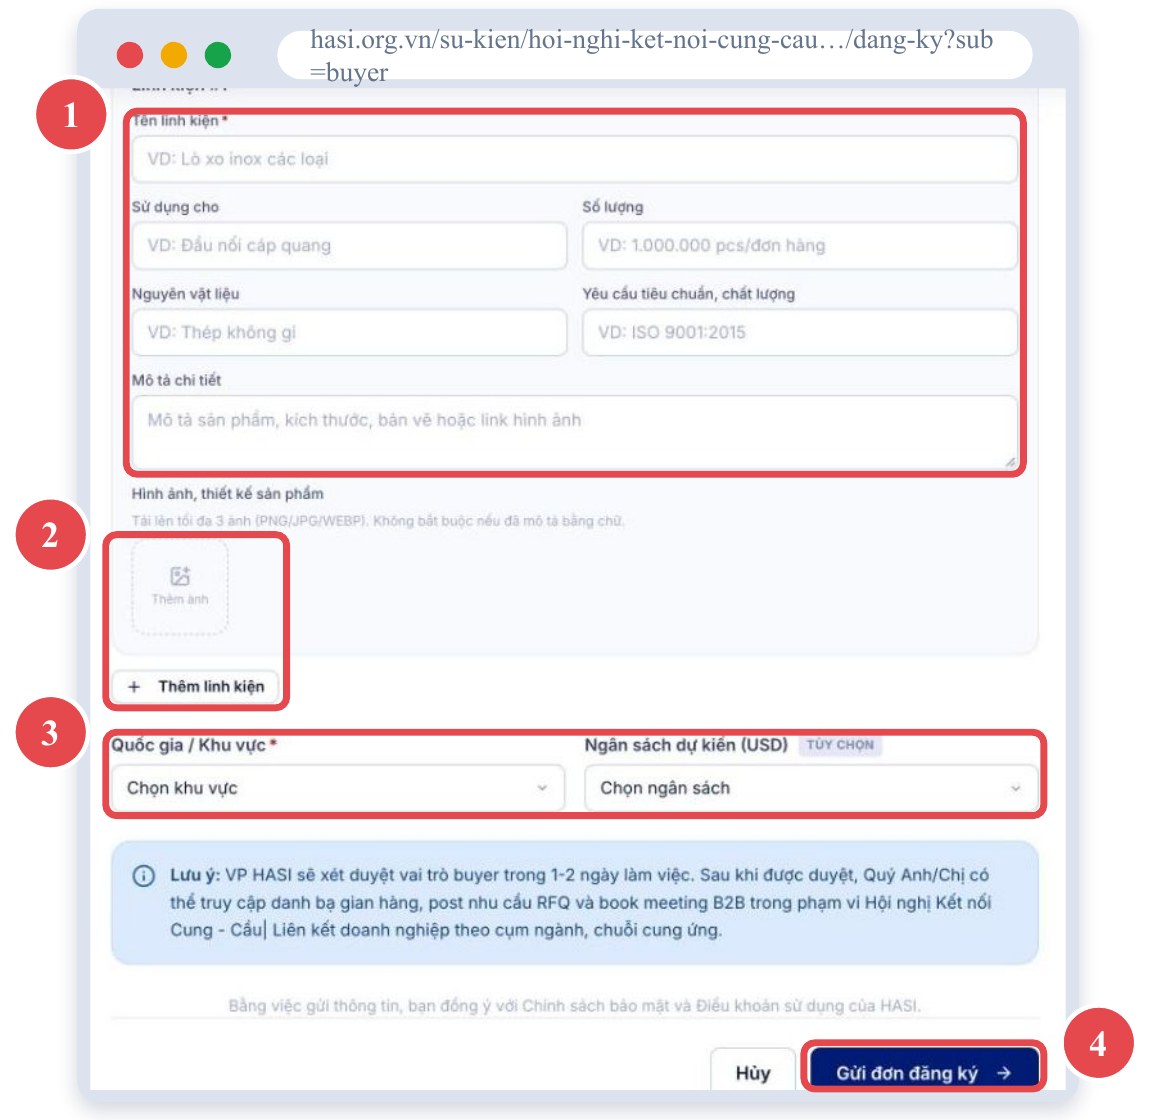 hasi.org.vn/su-kien/hoi-nghi-ket-noi-cung-cau…/dang-ky?sub
=buyer
1
Tên linh kiện *
VD: Lò xo inox các loại
Sử dụng cho
Số lượng
VD: Đầu nối cáp quang
VD: 1.000.000 pcs/đơn hàng
Nguyên vật liệu
Yêu cầu tiêu chuẩn, chất lượng
VD: Thép không gỉ
VD: ISO 9001:2015
Mô tả chi tiết
Mô tả sản phẩm, kích thước, bản vẽ hoặc link hình ảnh
Hình ảnh, thiết kế sản phẩm
Tải lên tối đa 3 ảnh (PNG/JPG/WEBP). Không bắt buộc nếu đã mô tả bằng chữ.
2
Thêm ảnh
+ Thêm linh kiện
3
Quốc gia / Khu vực *
Ngân sách dự kiến (USD) TÙY CHỌN
Chọn khu vực
Chọn ngân sách
Lưu ý: VP HASI sẽ xét duyệt vai trò buyer trong 1-2 ngày làm việc. Sau khi được duyệt, Quý Anh/Chị có
thể truy cập danh bạ gian hàng, post nhu cầu RFQ và book meeting B2B trong phạm vi Hội nghị Kết nối
Cung - Cầu| Liên kết doanh nghiệp theo cụm ngành, chuỗi cung ứng.
Bằng việc gửi thông tin, bạn đồng ý với Chính sách bảo mật và Điều khoản sử dụng của HASI.
4
Hủy
Gửi đơn đăng ký →